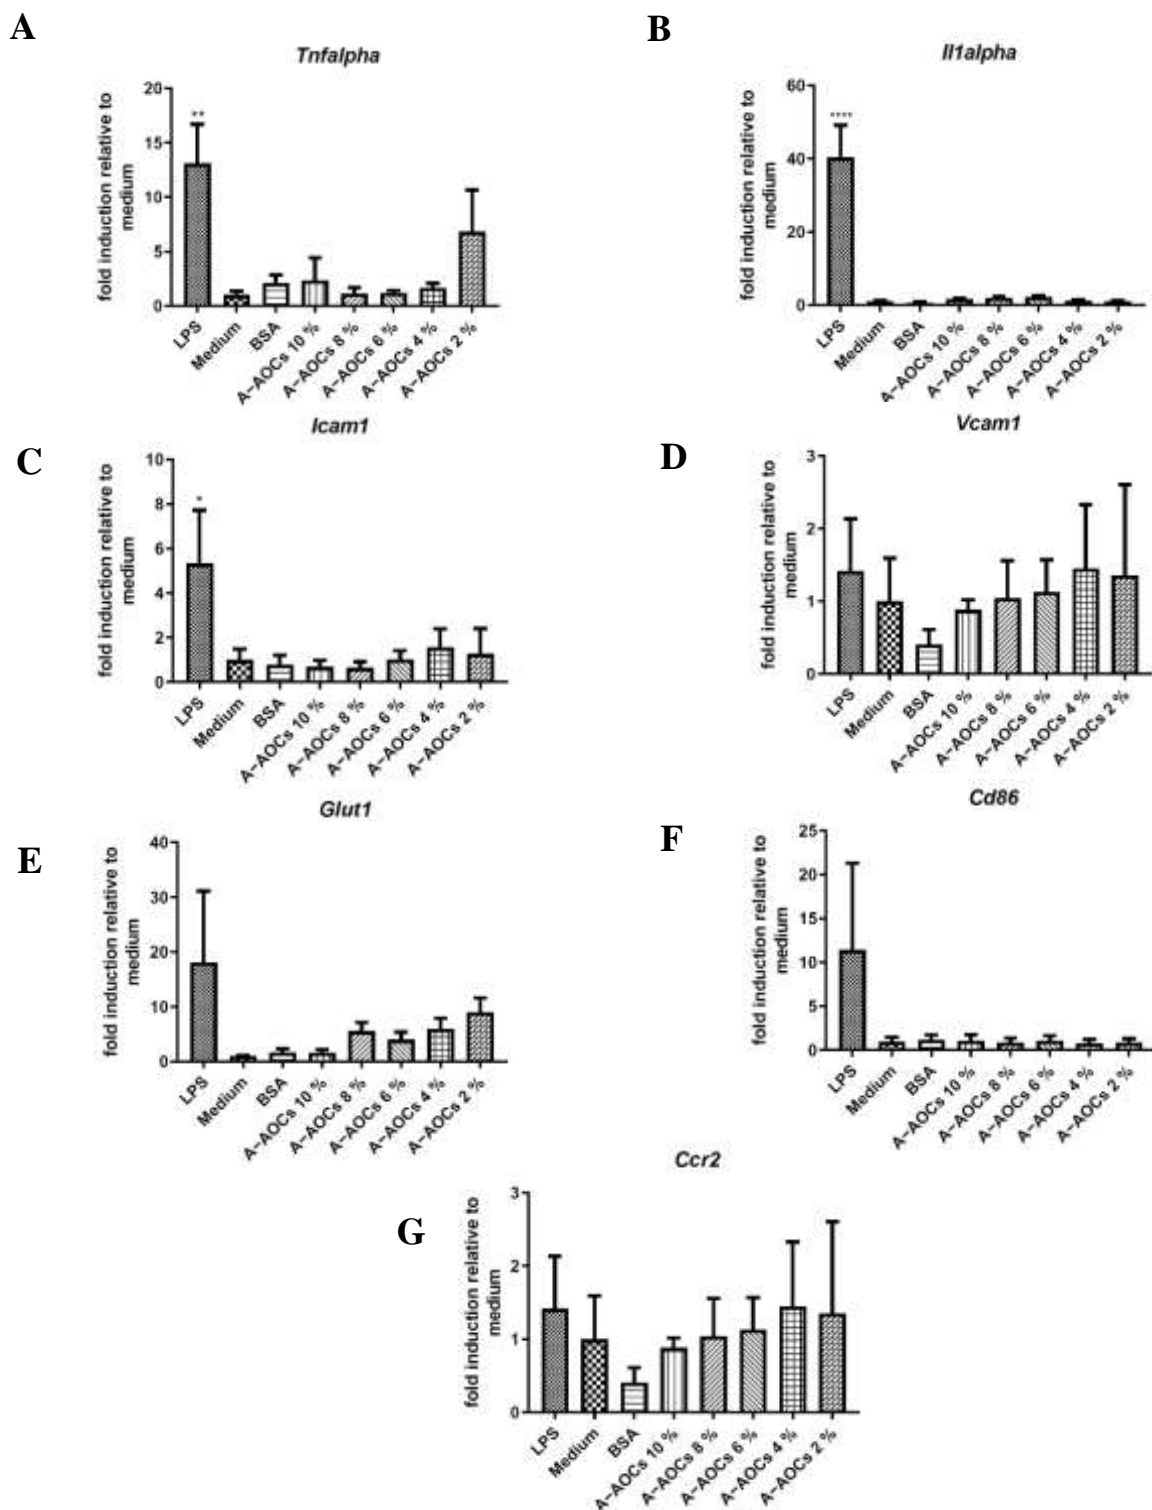 A
Tnfalpha
fold induction relative to
medium
20
15
10
5
0
**
LPS
Medium
BSA
A-AOCs 10 %
A-AOCs 8 %
A-AOCs 6 %
A-AOCs 4 %
A-AOCs 2 %
B
Il1alpha
fold induction relative to
medium
60
40
20
0
****
LPS
Medium
BSA
A-AOCs 10 %
A-AOCs 8 %
A-AOCs 6 %
A-AOCs 4 %
A-AOCs 2 %
C
Icam1
fold induction relative to
medium
10
8
6
4
2
0
*
LPS
Medium
BSA
A-AOCs 10 %
A-AOCs 8 %
A-AOCs 6 %
A-AOCs 4 %
A-AOCs 2 %
D
Vcam1
fold induction relative to
medium
3
2
1
0
LPS
Medium
BSA
A-AOCs 10 %
A-AOCs 8 %
A-AOCs 6 %
A-AOCs 4 %
A-AOCs 2 %
E
Glut1
fold induction relative to
medium
40
30
20
10
0
LPS
Medium
BSA
A-AOCs 10 %
A-AOCs 8 %
A-AOCs 6 %
A-AOCs 4 %
A-AOCs 2 %
F
Cd86
fold induction relative to
medium
25
20
15
10
5
0
LPS
Medium
BSA
A-AOCs 10 %
A-AOCs 8 %
A-AOCs 6 %
A-AOCs 4 %
A-AOCs 2 %
G
Ccr2
fold induction relative to
medium
3
2
1
0
LPS
Medium
BSA
A-AOCs 10 %
A-AOCs 8 %
A-AOCs 6 %
A-AOCs 4 %
A-AOCs 2 %